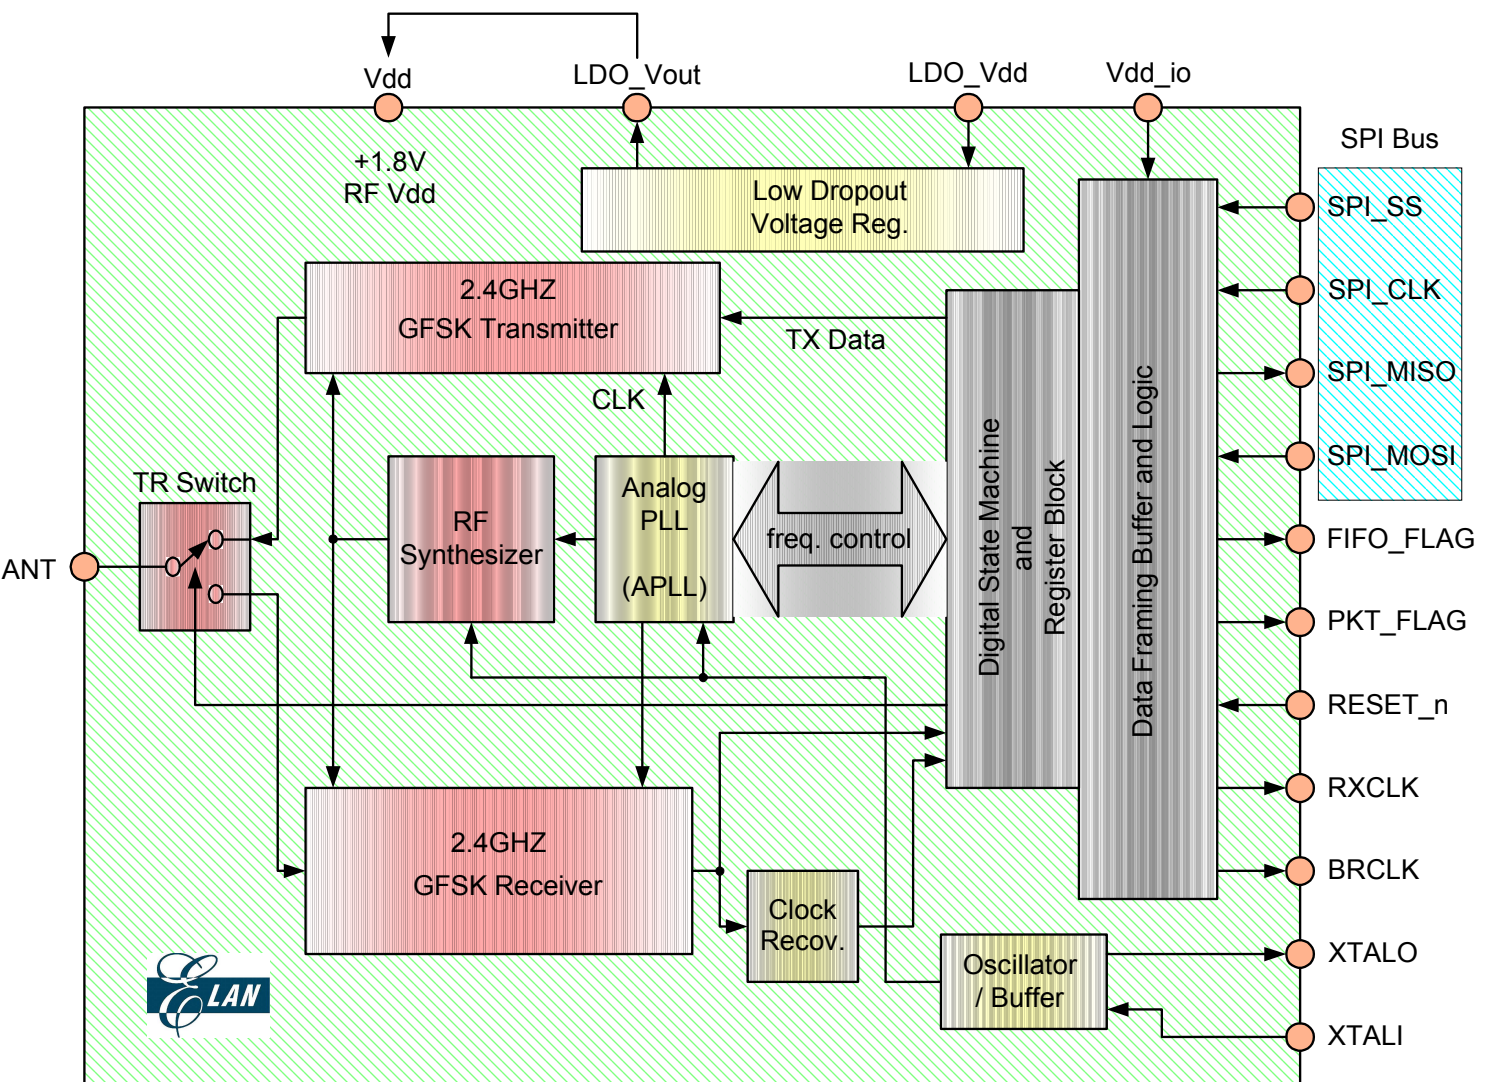 Vdd
LDO_Vout
LDO_Vdd
Vdd_io
SPI Bus
+1.8V
RF Vdd
Low Dropout
Voltage Reg.
SPI_SS
2.4GHZ
GFSK Transmitter
SPI_CLK
TX Data
SPI_MISO
CLK
TR Switch
RF
Synthesizer
Analog
PLL
(APLL)
freq. control
Digital State Machine
and
Register Block
Data Framing Buffer and Logic
SPI_MOSI
FIFO_FLAG
ANT
PKT_FLAG
RESET_n
RXCLK
2.4GHZ
GFSK Receiver
BRCLK
Clock
Recov.
Oscillator
/ Buffer
XTALO
XTALI
ELAN